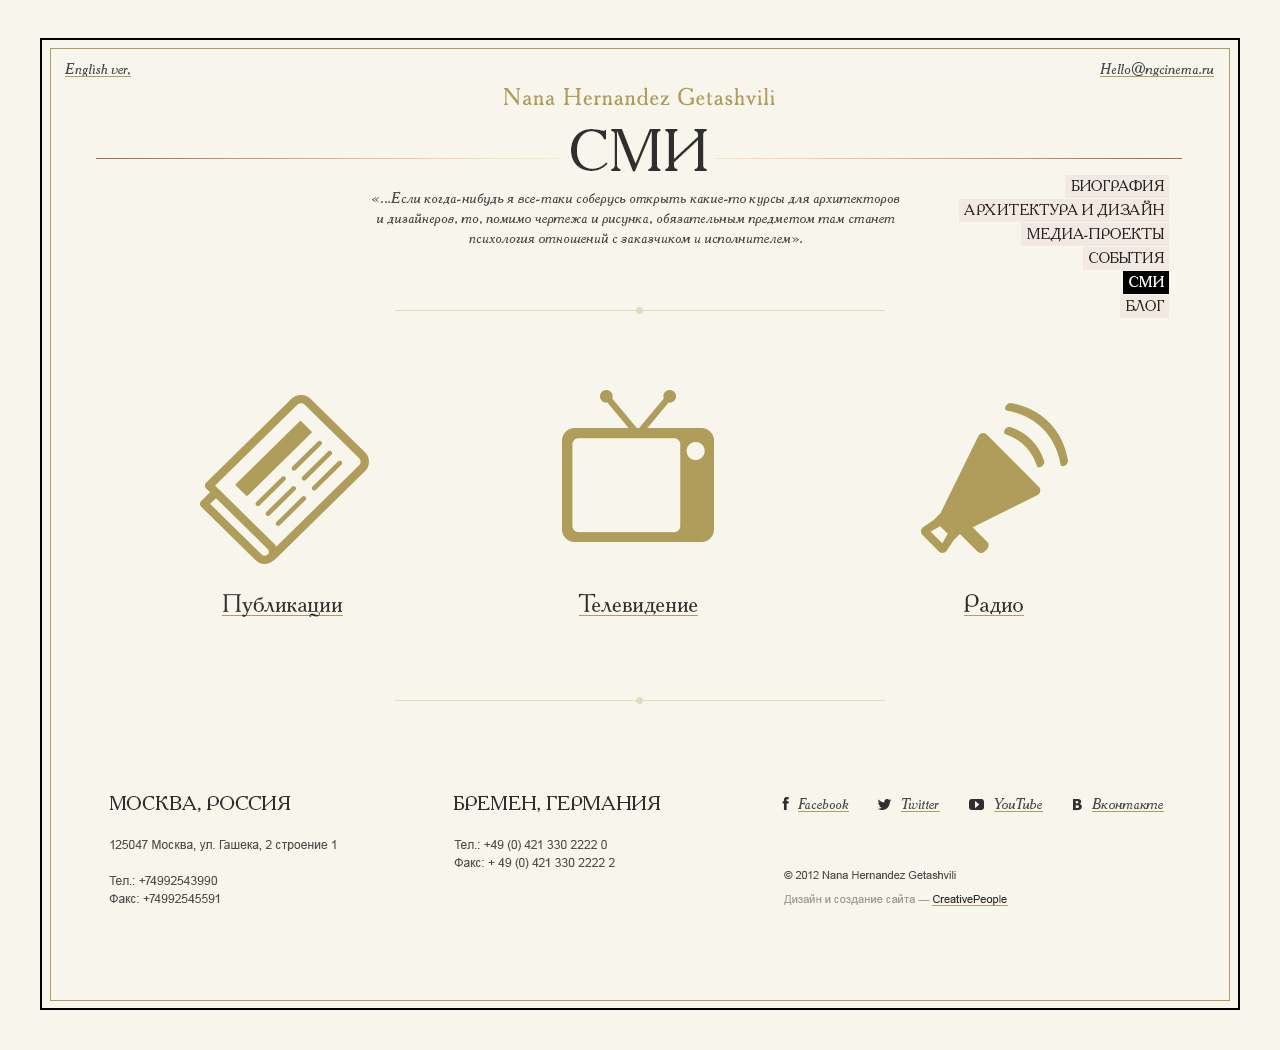 English ver.
Hello@ngcinema.ru
Nana Hernandez Getashvili
СМИ
«...Если когда-нибудь я все-таки соберусь открыть какие-то курсы для архитекторов
и дизайнеров, то, помимо чертежа и рисунка, обязательным предметом там станет
психология отношений с заказчиком и исполнителем».
БИОГРАФИЯ
АРХИТЕКТУРА И ДИЗАЙН
МЕДИА-ПРОЕКТЫ
СОБЫТИЯ
СМИ
БЛОГ
Публикации
Телевидение
Радио
МОСКВА, РОССИЯ
125047 Москва, ул. Гашека, 2 строение 1
Тел.: +74992543990
Факс: +74992545591
БРЕМЕН, ГЕРМАНИЯ
Тел.: +49 (0) 421 330 2222 0
Факс: + 49 (0) 421 330 2222 2
Facebook
Twitter
YouTube
Вконтакте
© 2012 Nana Hernandez Getashvili
Дизайн и создание сайта — CreativePeople